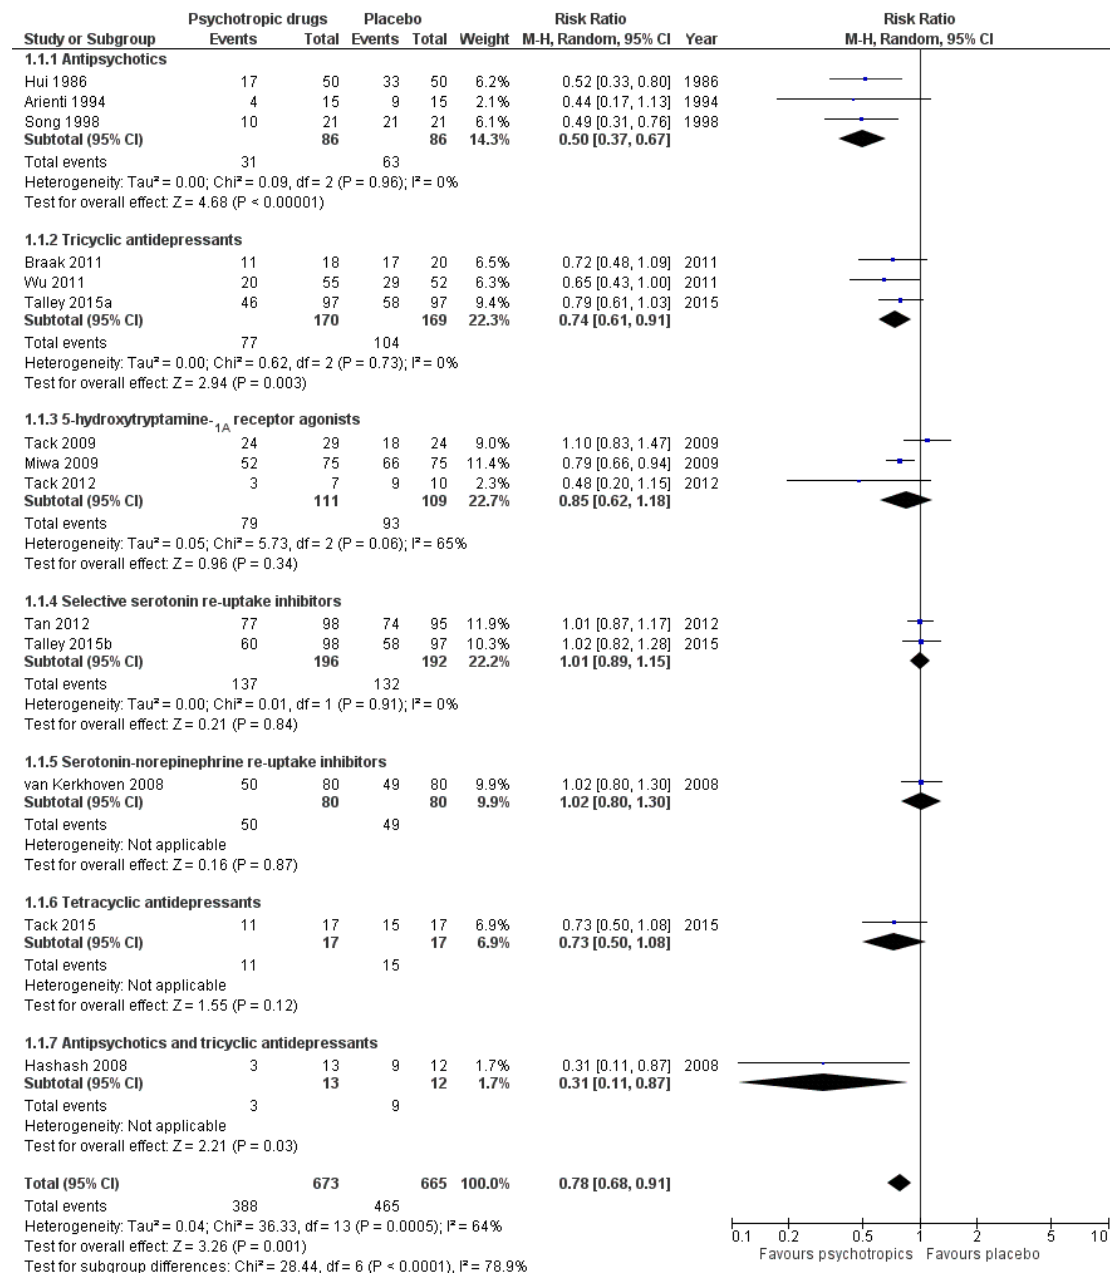 Psychotropic drugs Placebo Risk Ratio Risk Ratio
Study or Subgroup Events Total Events Total Weight M-H, Random, 95% CI Year M-H, Random, 95% CI
1.1.1 Antipsychotics
Hui 1986 17 50 33 50 6.2% 0.52 [0.33, 0.80] 1986
Arienti 1994 4 15 9 15 2.1% 0.44 [0.17, 1.13] 1994
Song 1998 10 21 21 21 6.1% 0.49 [0.31, 0.76] 1998
Subtotal (95% CI) 86 86 14.3% 0.50 [0.37, 0.67]
Total events 31 63
Heterogeneity: Tau² = 0.00; Chi² = 0.09, df = 2 (P = 0.96); I² = 0%
Test for overall effect: Z = 4.68 (P < 0.00001)
1.1.2 Tricyclic antidepressants
Braak 2011 11 18 17 20 6.5% 0.72 [0.48, 1.09] 2011
Wu 2011 20 55 29 52 6.3% 0.65 [0.43, 1.00] 2011
Talley 2015a 46 97 58 97 9.4% 0.79 [0.61, 1.03] 2015
Subtotal (95% CI) 170 169 22.3% 0.74 [0.61, 0.91]
Total events 77 104
Heterogeneity: Tau² = 0.00; Chi² = 0.62, df = 2 (P = 0.73); I² = 0%
Test for overall effect: Z = 2.94 (P = 0.003)
1.1.3 5-hydroxytryptamine-1A receptor agonists
Tack 2009 24 29 18 24 9.0% 1.10 [0.83, 1.47] 2009
Miwa 2009 52 75 66 75 11.4% 0.79 [0.66, 0.94] 2009
Tack 2012 3 7 9 10 2.3% 0.48 [0.20, 1.15] 2012
Subtotal (95% CI) 111 109 22.7% 0.85 [0.62, 1.18]
Total events 79 93
Heterogeneity: Tau² = 0.05; Chi² = 5.73, df = 2 (P = 0.06); I² = 65%
Test for overall effect: Z = 0.96 (P = 0.34)
1.1.4 Selective serotonin re-uptake inhibitors
Tan 2012 77 98 74 95 11.9% 1.01 [0.87, 1.17] 2012
Talley 2015b 60 98 58 97 10.3% 1.02 [0.82, 1.28] 2015
Subtotal (95% CI) 196 192 22.2% 1.01 [0.89, 1.15]
Total events 137 132
Heterogeneity: Tau² = 0.00; Chi² = 0.01, df = 1 (P = 0.91); I² = 0%
Test for overall effect: Z = 0.21 (P = 0.84)
1.1.5 Serotonin-norepinephrine re-uptake inhibitors
van Kerkhoven 2008 50 80 49 80 9.9% 1.02 [0.80, 1.30] 2008
Subtotal (95% CI) 80 80 9.9% 1.02 [0.80, 1.30]
Total events 50 49
Heterogeneity: Not applicable
Test for overall effect: Z = 0.16 (P = 0.87)
1.1.6 Tetracyclic antidepressants
Tack 2015 11 17 15 17 6.9% 0.73 [0.50, 1.08] 2015
Subtotal (95% CI) 17 17 6.9% 0.73 [0.50, 1.08]
Total events 11 15
Heterogeneity: Not applicable
Test for overall effect: Z = 1.55 (P = 0.12)
1.1.7 Antipsychotics and tricyclic antidepressants
Hashash 2008 3 13 9 12 1.7% 0.31 [0.11, 0.87] 2008
Subtotal (95% CI) 13 12 1.7% 0.31 [0.11, 0.87]
Total events 3 9
Heterogeneity: Not applicable
Test for overall effect: Z = 2.21 (P = 0.03)
Total (95% CI) 673 665 100.0% 0.78 [0.68, 0.91]
Total events 388 465
Heterogeneity: Tau² = 0.04; Chi² = 36.33, df = 13 (P = 0.0005); I² = 64%
Test for overall effect: Z = 3.26 (P = 0.001)
Test for subgroup differences: Chi² = 28.44, df = 6 (P < 0.0001), I² = 78.9%
0.1 0.2 0.5 1 2 5 10
Favours psychotropics Favours placebo